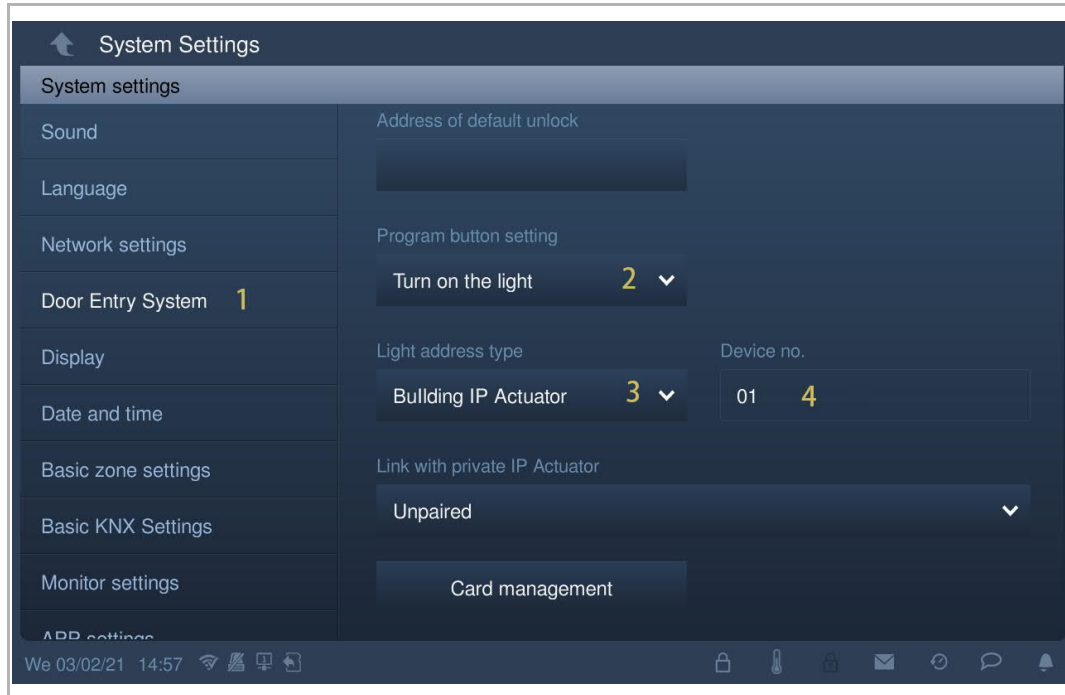 System Settings
System settings
Sound
Language
Network settings
Door Entry System 1
Display
Date and time
Basic zone settings
Basic KNX Settings
Monitor settings
APP settings
Address of default unlock
Program button setting
Turn on the light 2
Light address type
BuIlding IP Actuator 3
Device no.
01 4
Link with private IP Actuator
Unpaired
Card management
We 03/02/21 14:57